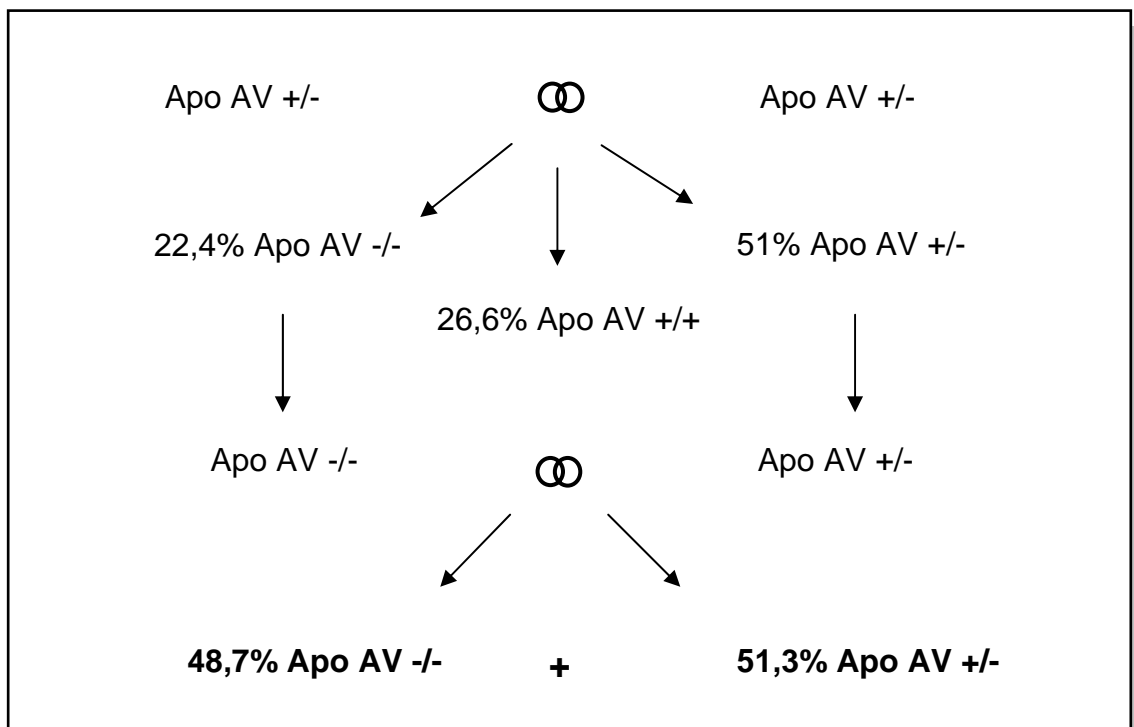 Apo AV +/- Apo AV +/-
22,4% Apo AV -/- 51% Apo AV +/-
26,6% Apo AV +/+
Apo AV -/- Apo AV +/-
48,7% Apo AV -/- + 51,3% Apo AV +/-